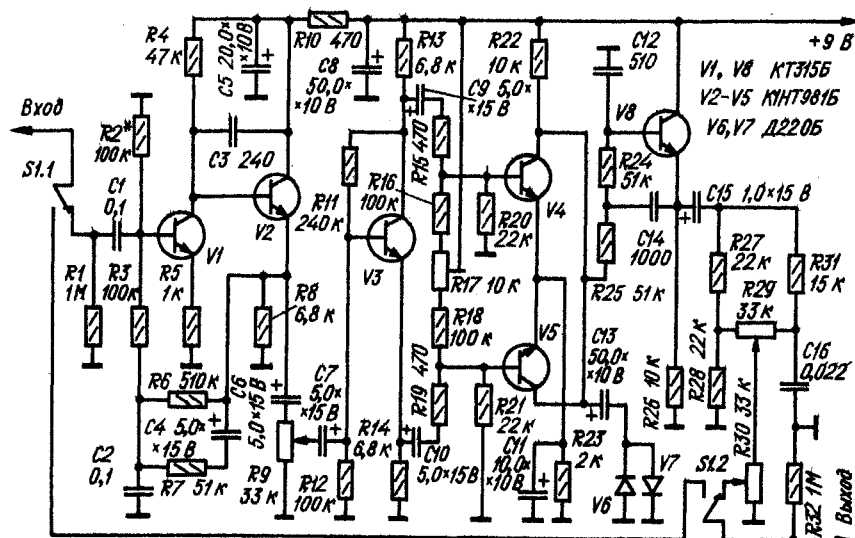 R4
47к
C5 20,0×
×10 В
R10 470
C8
50,0×
×10 В
R13
6,8 к
C9 5,0×
×15 В
R22
10 к
C12
510
+9 В
V1, V8 КТ315Б
V2-V5 К1НТ981Б
V6, V7 Д220Б
Вход
S1.1
R2*
100к
C3 240
C1
0,1
V1
V2
R11
240 к
R16
100к
R15 470
V3
V4
R20
22 к
V8
R24
51 к
C14
1000
C15 1,0×15 В
R1
1М
R3
100к
R5
1 к
R8
6,8 к
R17 10 к
R18
100 к
R25 51 к
R27
22 к
R31
15 к
R29
33 к
V5
C13
50,0×
×10 В
R6 510к
C4 5,0×
×15 В
R7 51 к
C2
0,1
C6
5,0×15 В
C7
5,0×
×15 В
R9
33 к
R12
100к
R14
6,8к
C10
5,0×15 В
R19 470
R21
22 к
C11
10,0×
×10 В
R23
2 к
V6
V7
R26 10 к
R28 22 к
C16
0,022
R30 33 к
S1.2
R32 1М
Выход